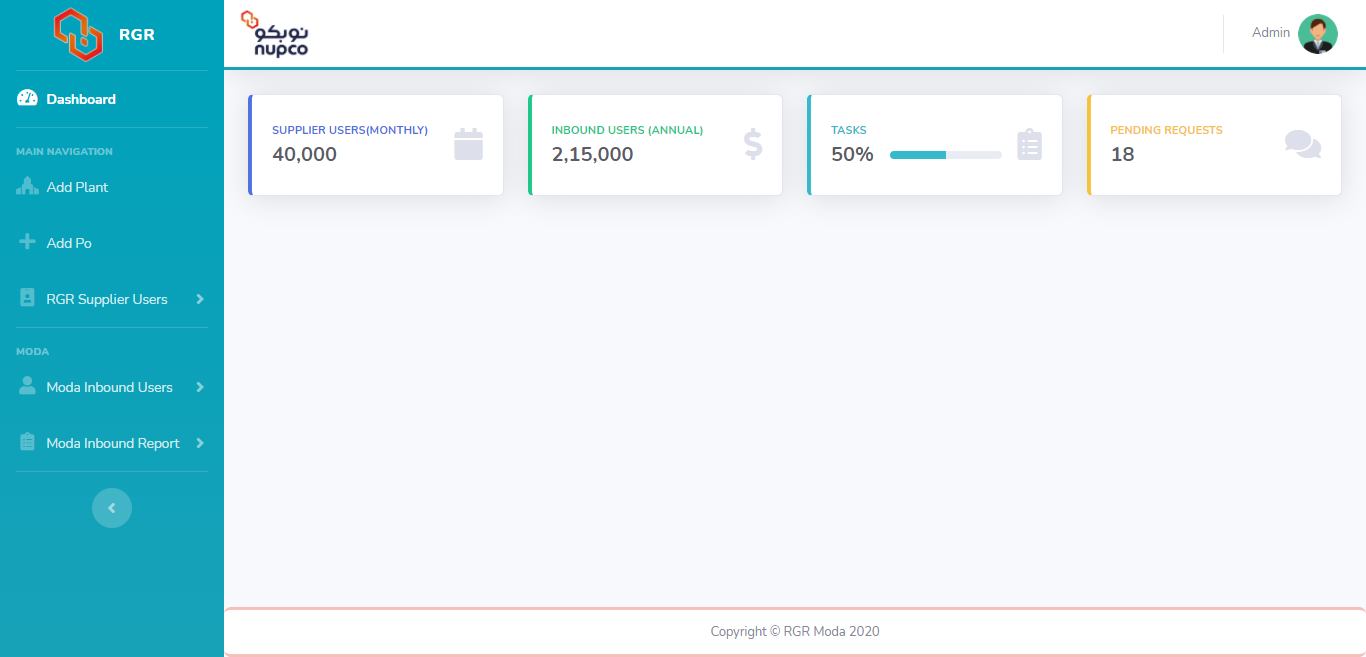 RGR
Dashboard
MAIN NAVIGATION
Add Plant
Add Po
RGR Supplier Users
MODA
Moda Inbound Users
Moda Inbound Report
نوبكو
nupco
Admin
SUPPLIER USERS(MONTHLY)
40,000
INBOUND USERS (ANNUAL)
2,15,000
TASKS
50%
PENDING REQUESTS
18
Copyright © RGR Moda 2020